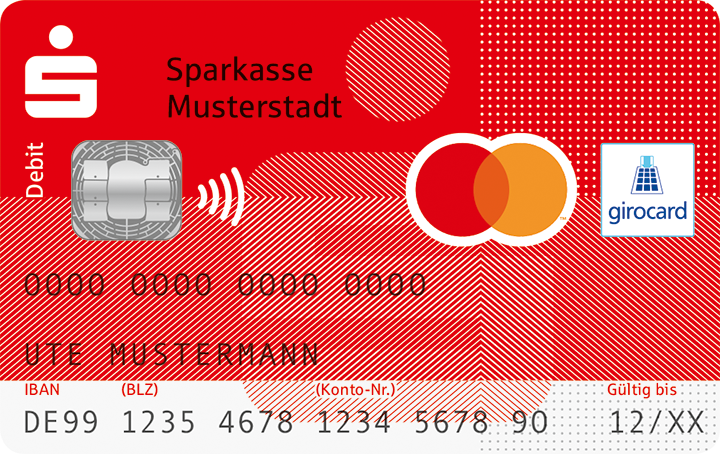 Sparkasse
Musterstadt
Debit
girocard
0000 0000 0000 0000
UTE MUSTERMANN
IBAN (BLZ) (Konto-Nr.) Gültig bis
DE99 1235 4678 1234 5678 90 12/XX